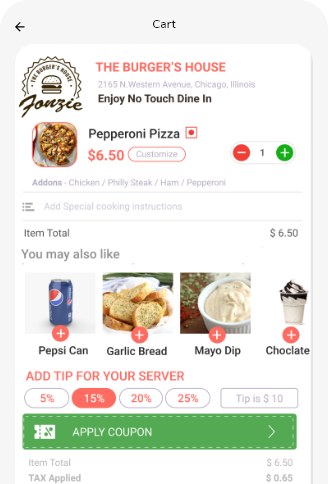 Cart
THE BURGER'S HOUSE
THE BURGER'S HOUSE
Jonzie
2165 N.Western Avenue, Chicago, Illinois
Enjoy No Touch Dine In
Pepperoni Pizza
$6.50 Customize
1
Addons - Chicken / Philly Steak / Ham / Pepperoni
Add Special cooking instructions
Item Total $ 6.50
You may also like
Pepsi Can Garlic Bread Mayo Dip Choclate
ADD TIP FOR YOUR SERVER
5% 15% 20% 25% Tip is $ 10
APPLY COUPON
Item Total $ 6.50
TAX Applied $ 0.65